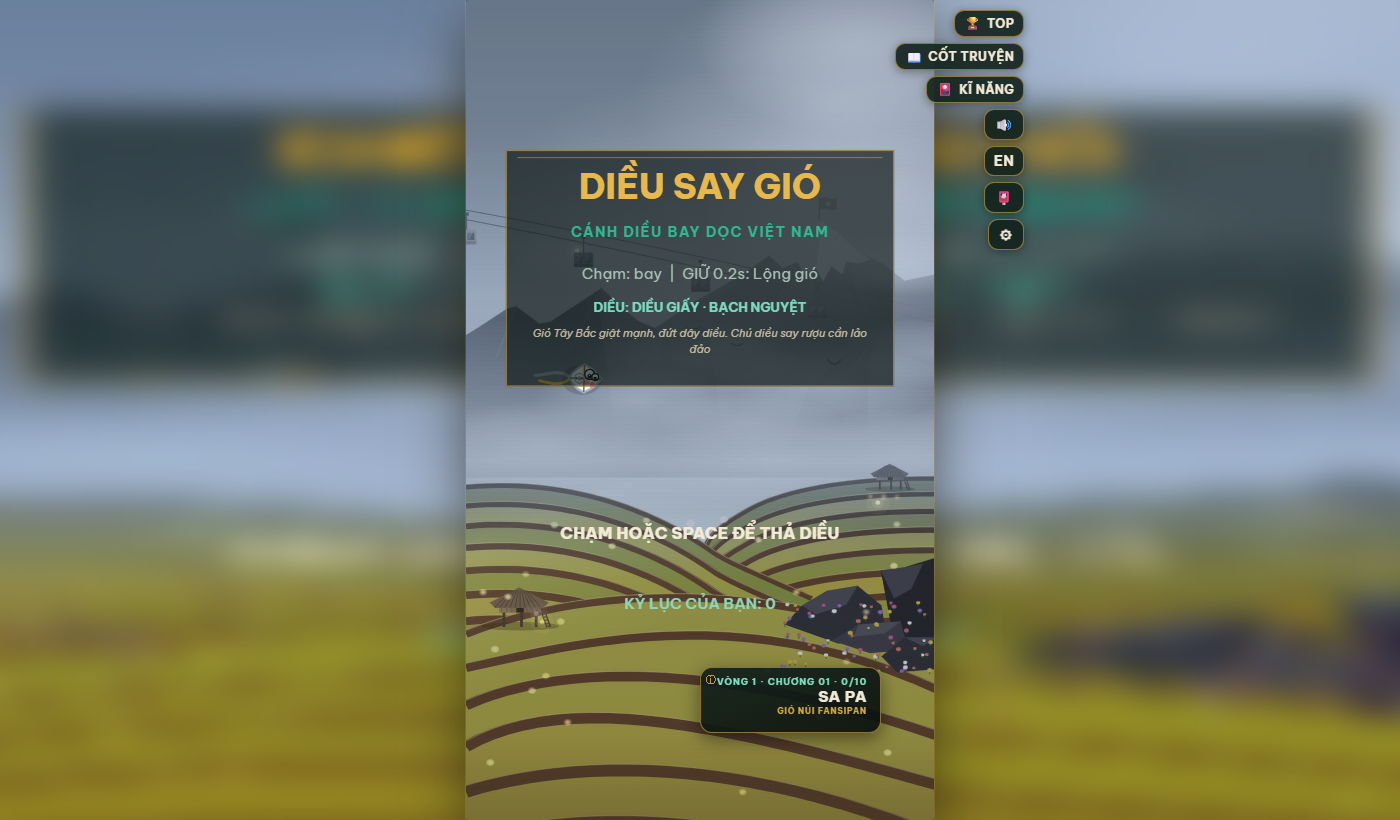 TOP
CỐT TRUYỆN
KĨ NĂNG
EN
DIỀU SAY GIÓ
CÁNH DIỀU BAY DỌC VIỆT NAM
Chạm: bay | GIỮ 0.2s: Lộng gió
DIỀU: DIỀU GIẤY · BẠCH NGUYỆT
Gió Tây Bắc giật mạnh, đứt dây diều. Chú diều say rượu cần lảo
đảo
CHẠM HOẶC SPACE ĐỂ THẢ DIỀU
KỶ LỤC CỦA BẠN: 0
VÒNG 1 · CHƯƠNG 01 · 0/10
SA PA
GIÓ NÚI FANSIPAN